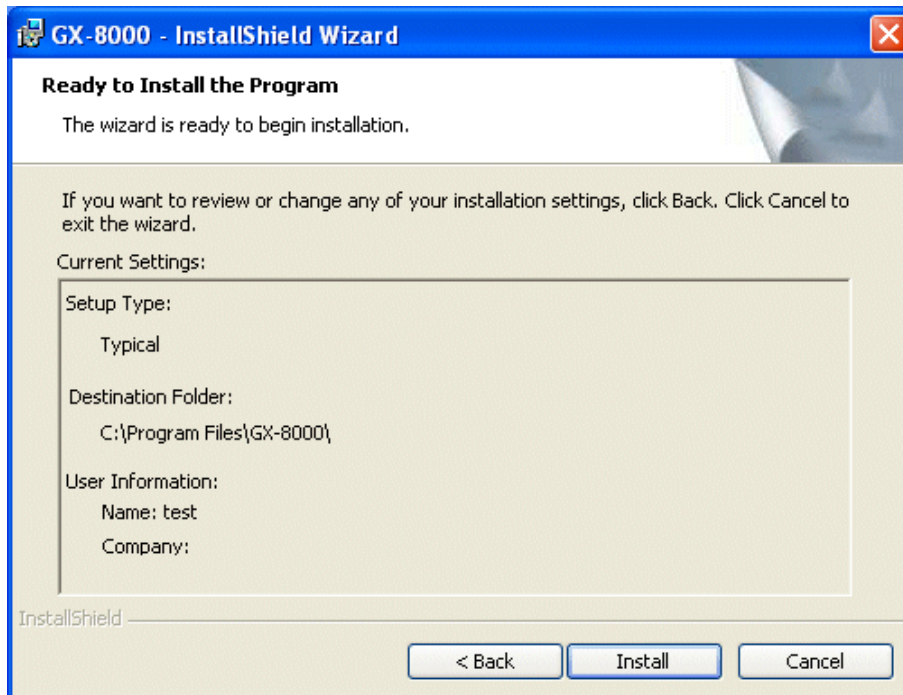 GX-8000 - InstallShield Wizard
Ready to Install the Program
The wizard is ready to begin installation.
If you want to review or change any of your installation settings, click Back. Click Cancel to
exit the wizard.
Current Settings:
Setup Type:
Typical
Destination Folder:
C:\Program Files\GX-8000\
User Information:
Name: test
Company:
InstallShield
< Back
Install
Cancel